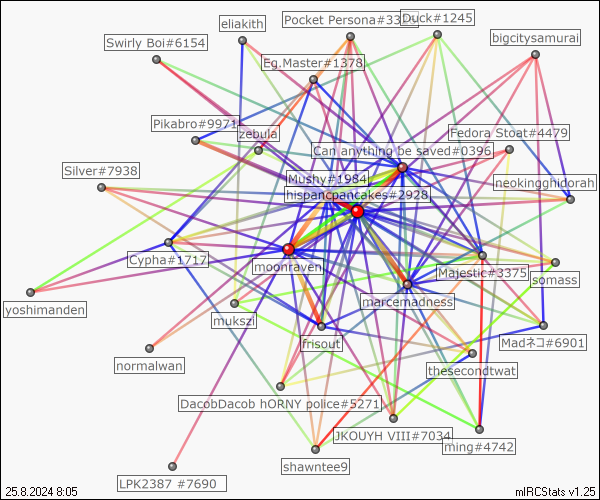 eliakith
Pocket Persona#33
Duck#1245
Swirly Boi#6154
bigcitysamurai
Eg.Master#1378
Pikabro#9971
zebula
Fedora Stoat#4479
Can anything be saved#0396
Silver#7938
Mushy#1984
neokingghidorah
hispancpancakes#2928
Cypha#1717
moonraven
Majestic#3375
somass
yoshimanden
mukszi
marcemadness
frisout
Madネコ#6901
normalwan
thesecondtwat
DacobDacob hORNY police#5271
JKOUYH VIII#7034
ming#4742
shawntee9
LPK2387 #7690
25.8.2024 8:05
mIRCStats v1.25